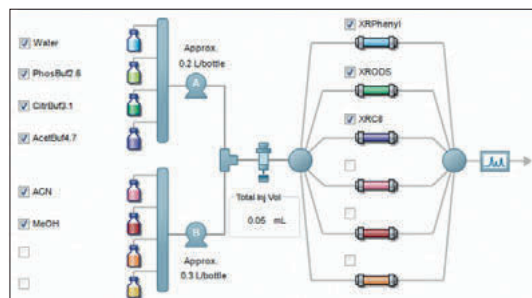 Water
PhosBuf2.6
CitrBuf3.1
AcetBuf4.7
Approx.
0.2 L/bottle
A
ACN
MeOH
B
Approx.
0.3 L/bottle
Total Inj Vol
0.05 mL
XRPhenyl
XRODS
XRC8